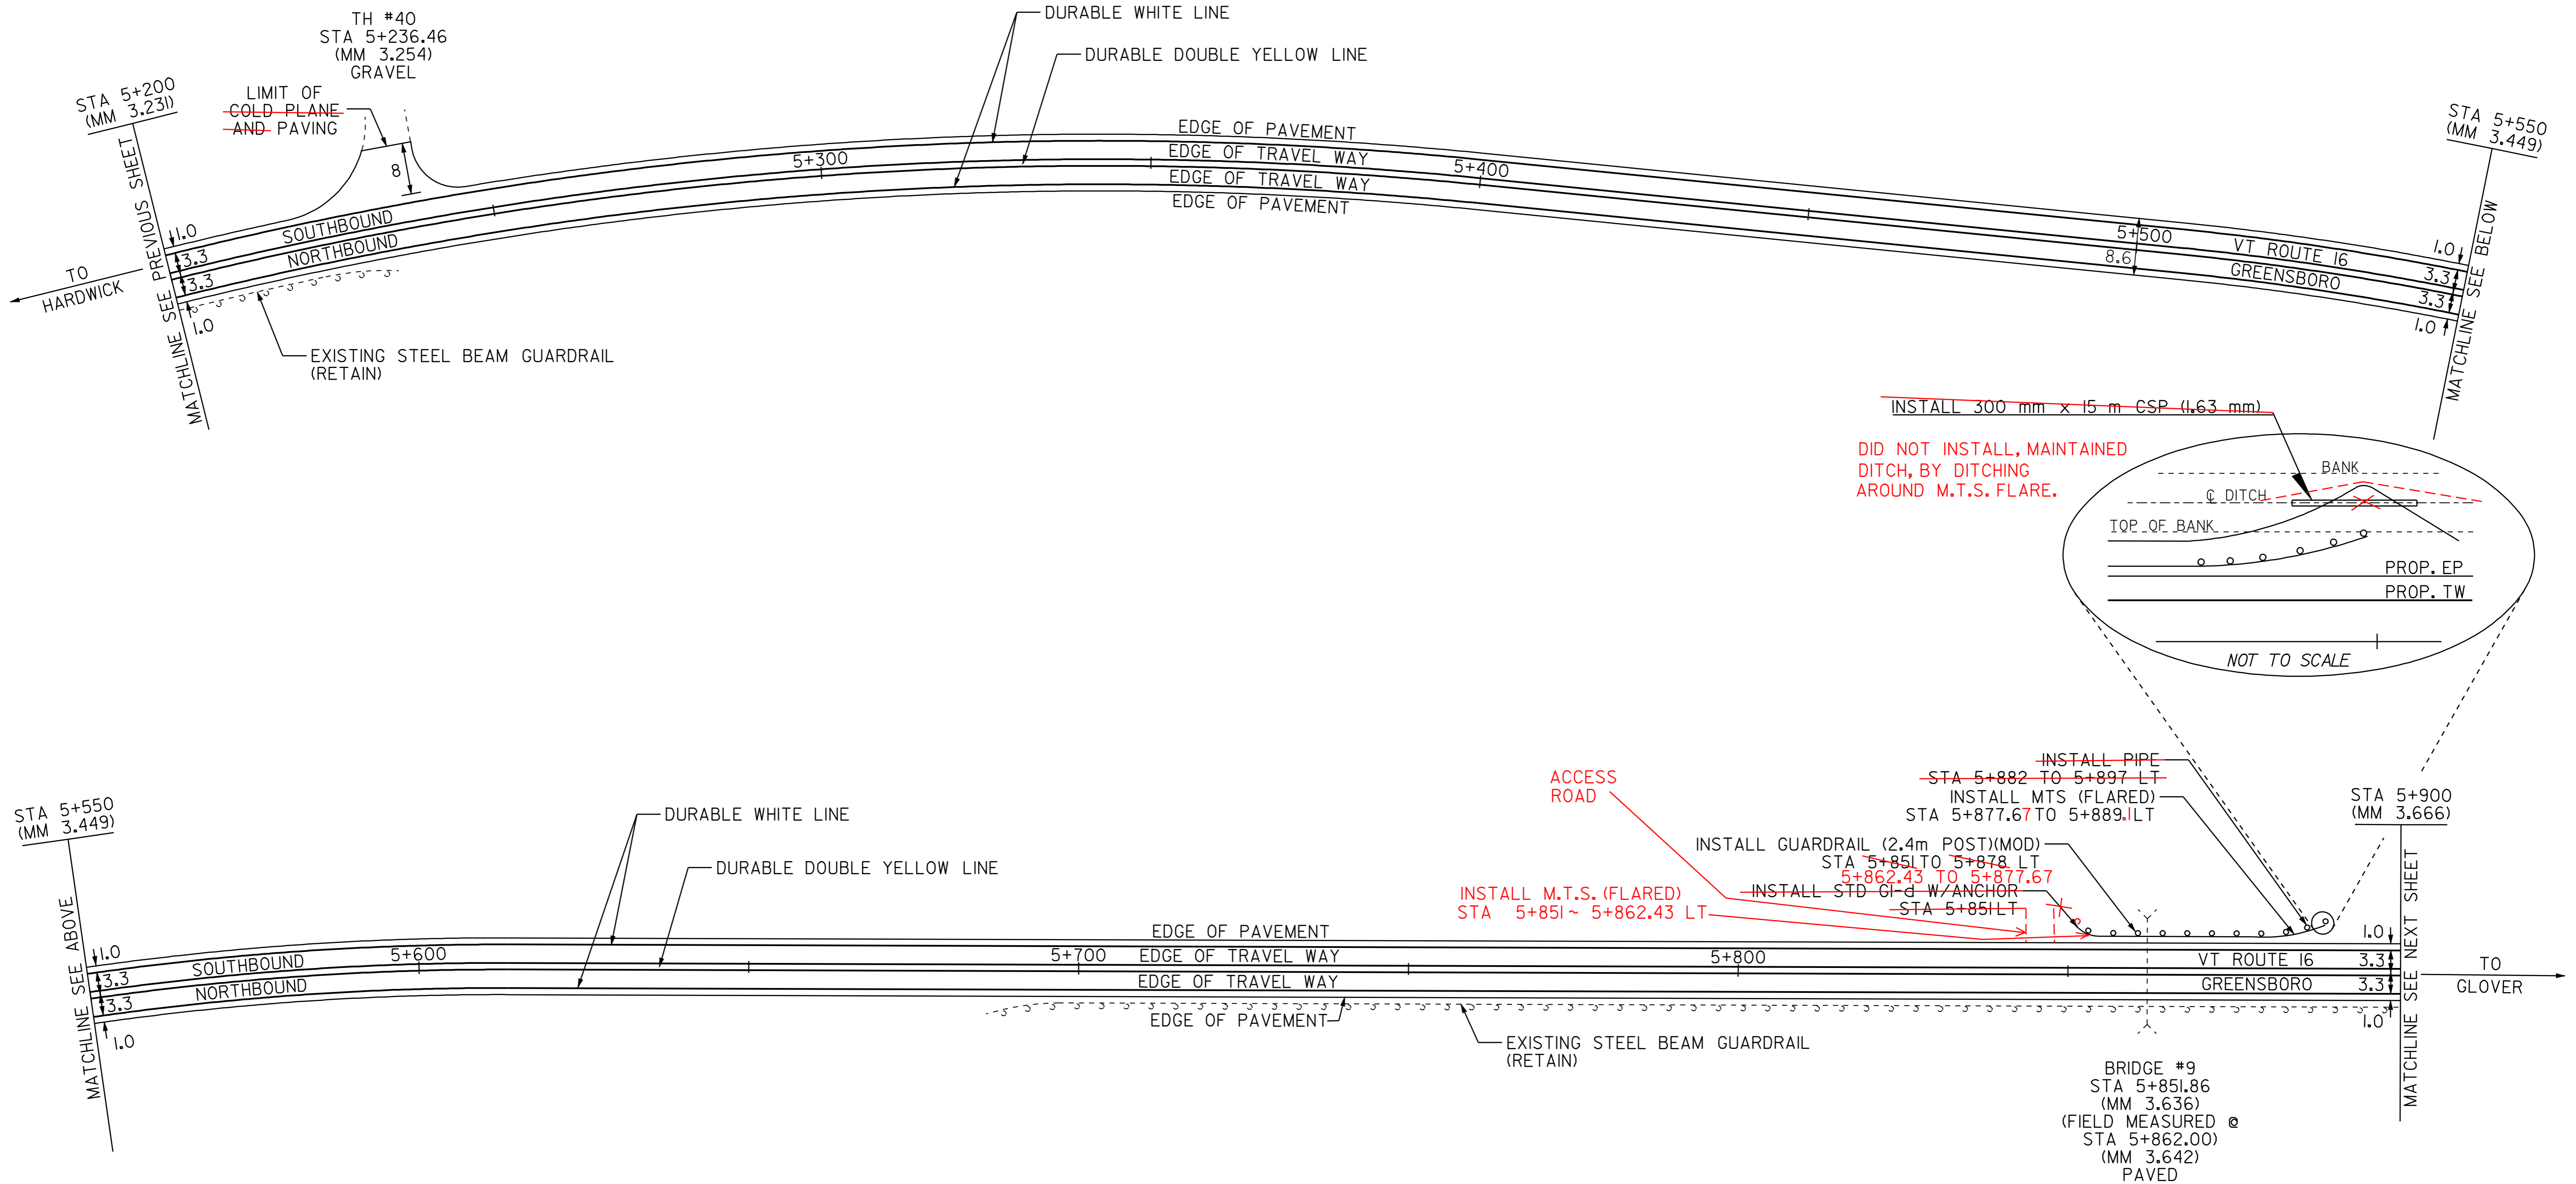 TH #40
STA 5+236.46
(MM 3.254)
GRAVEL
LIMIT OF
COLD PLANE
AND PAVING
STA 5+200
(MM 3.231)
MATCHLINE SEE PREVIOUS SHEET
TO
HARDWICK
1.0
3.3
3.3
1.0
8
SOUTHBOUND
NORTHBOUND
EXISTING STEEL BEAM GUARDRAIL
(RETAIN)
DURABLE WHITE LINE
DURABLE DOUBLE YELLOW LINE
5+300
EDGE OF PAVEMENT
EDGE OF TRAVEL WAY
EDGE OF TRAVEL WAY
EDGE OF PAVEMENT
5+400
5+500
8.6
VT ROUTE 16
GREENSBORO
1.0
3.3
3.3
1.0
STA 5+550
(MM 3.449)
MATCHLINE SEE BELOW
INSTALL 300 mm x 15 m CSP (1.63 mm)
DID NOT INSTALL, MAINTAINED
DITCH, BY DITCHING
AROUND M.T.S. FLARE.
BANK
℄ DITCH
TOP OF BANK
PROP. EP
PROP. TW
NOT TO SCALE
STA 5+550
(MM 3.449)
MATCHLINE SEE ABOVE
1.0
3.3
3.3
1.0
SOUTHBOUND
NORTHBOUND
DURABLE WHITE LINE
DURABLE DOUBLE YELLOW LINE
5+600
5+700
EDGE OF PAVEMENT
EDGE OF TRAVEL WAY
EDGE OF TRAVEL WAY
EDGE OF PAVEMENT
EXISTING STEEL BEAM GUARDRAIL
(RETAIN)
5+800
ACCESS
ROAD
INSTALL M.T.S. (FLARED)
STA 5+851 ~ 5+862.43 LT
INSTALL PIPE
STA 5+882 TO 5+897 LT
INSTALL MTS (FLARED)
STA 5+877.67 TO 5+889.1 LT
INSTALL GUARDRAIL (2.4m POST)(MOD)
STA 5+851 TO 5+878 LT
5+862.43 TO 5+877.67
INSTALL STD G1-d W/ANCHOR
STA 5+851 LT
STA 5+900
(MM 3.666)
MATCHLINE SEE NEXT SHEET
VT ROUTE 16
GREENSBORO
1.0
3.3
3.3
1.0
TO
GLOVER
BRIDGE #9
STA 5+851.86
(MM 3.636)
(FIELD MEASURED @
STA 5+862.00)
(MM 3.642)
PAVED